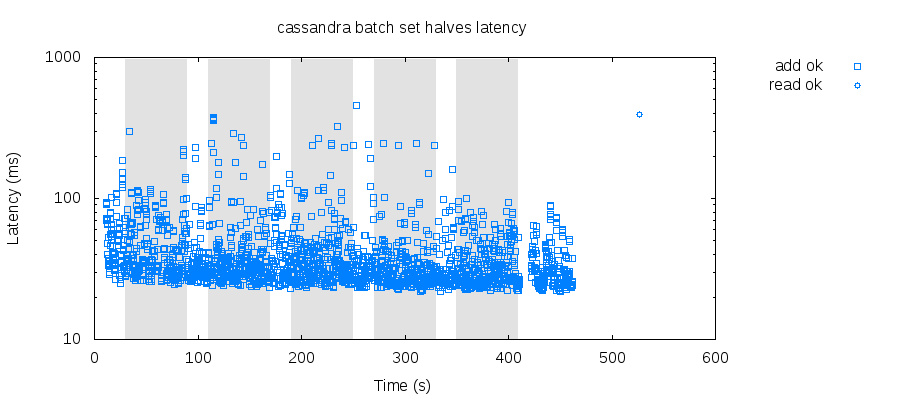 cassandra batch set halves latency
add ok
read ok
Latency (ms)
1000
100
10
0 100 200 300 400 500 600
Time (s)